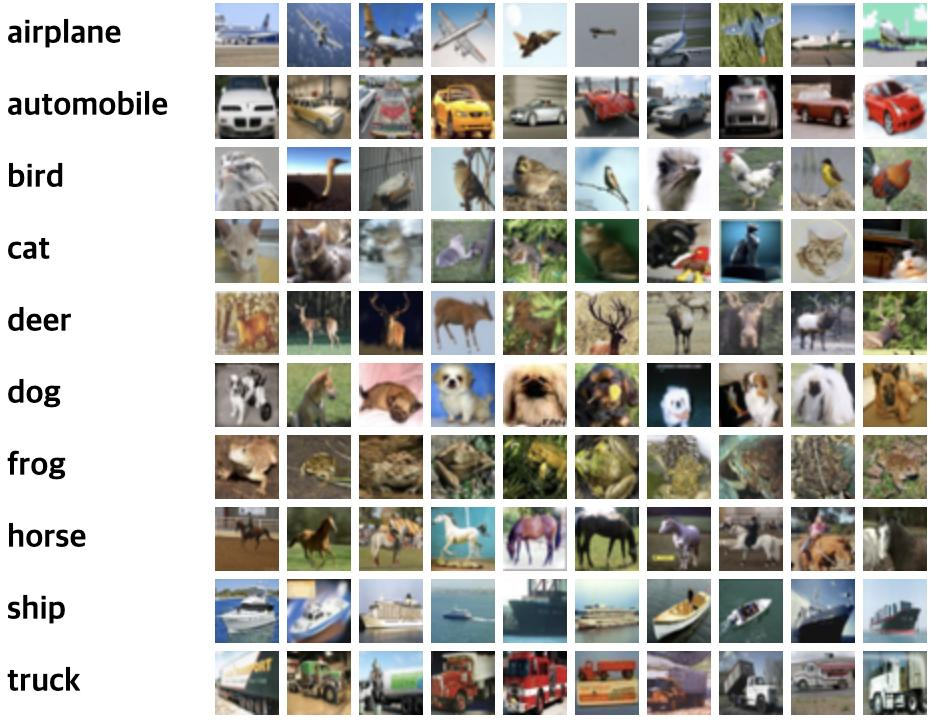 airplane
automobile
bird
cat
deer
dog
frog
horse
ship
truck